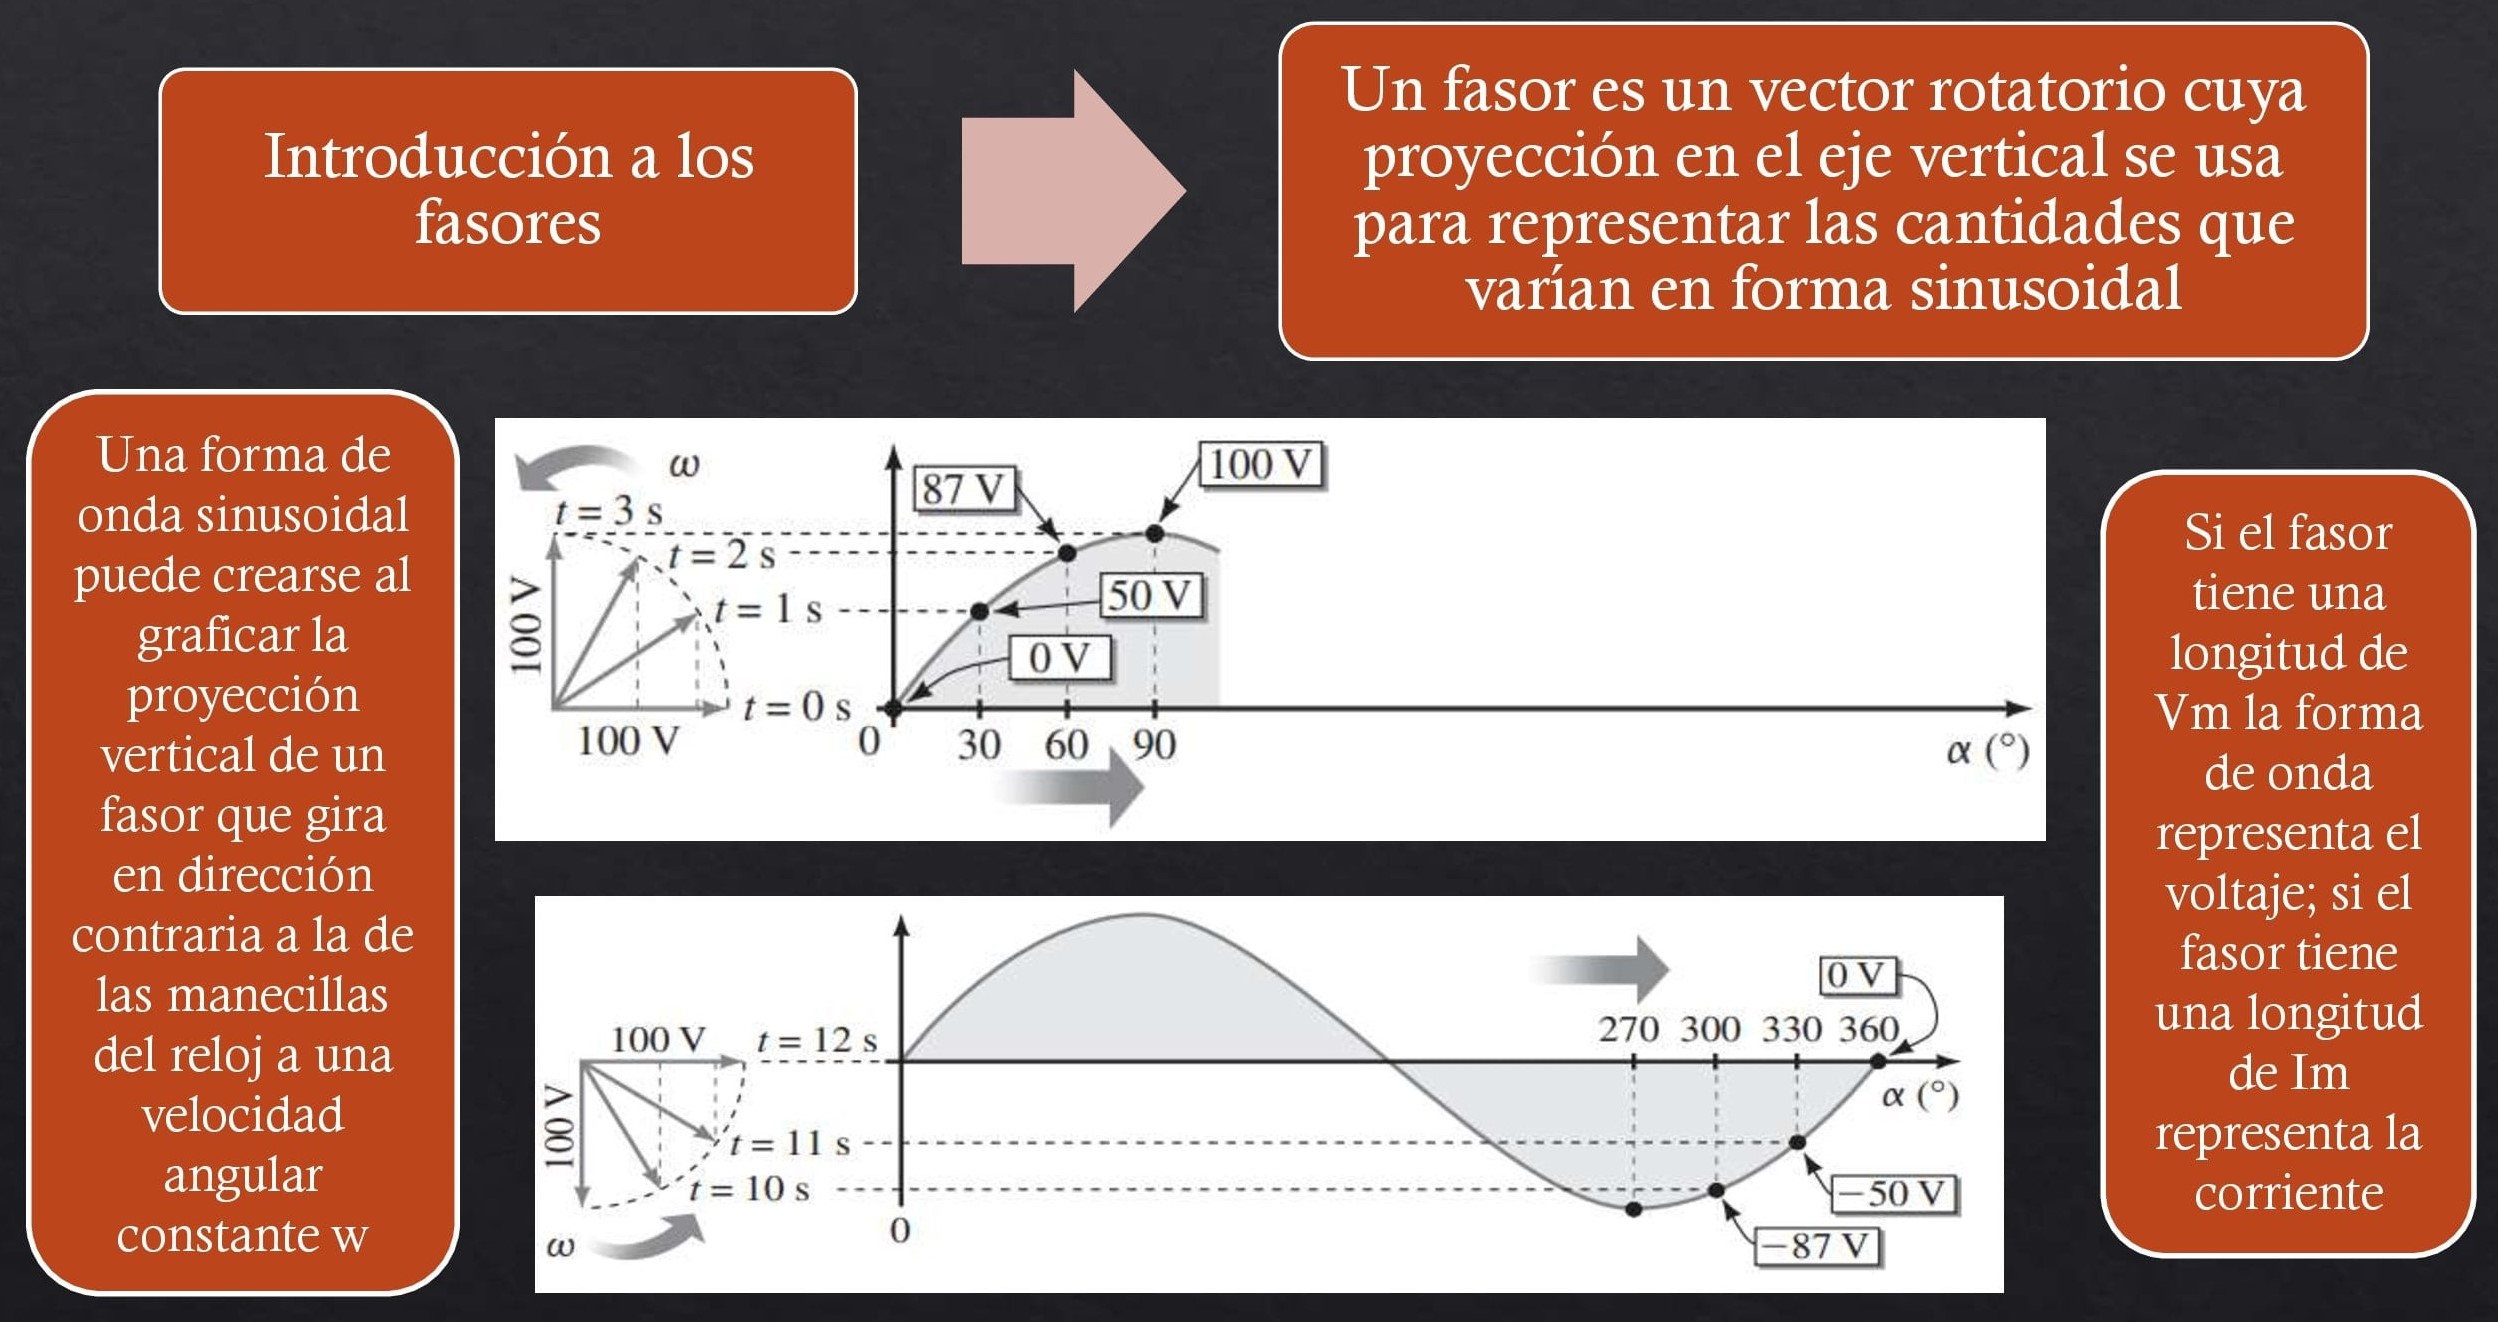 Introducción a los
fasores
Un fasor es un vector rotatorio cuya
proyección en el eje vertical se usa
para representar las cantidades que
varían en forma sinusoidal
Una forma de
onda sinusoidal
puede crearse al
graficar la
proyección
vertical de un
fasor que gira
en dirección
contraria a la de
las manecillas
del reloj a una
velocidad
angular
constante w
ω
t = 3 s
t = 2 s
t = 1 s
t = 0 s
100 V
100 V
87 V
100 V
50 V
0 V
0
30 60 90
α (°)
100 V
100 V
t = 12 s
t = 11 s
t = 10 s
ω
0
270 300 330 360
0 V
α (°)
−50 V
−87 V
Si el fasor
tiene una
longitud de
Vm la forma
de onda
representa el
voltaje; si el
fasor tiene
una longitud
de Im
representa la
corriente